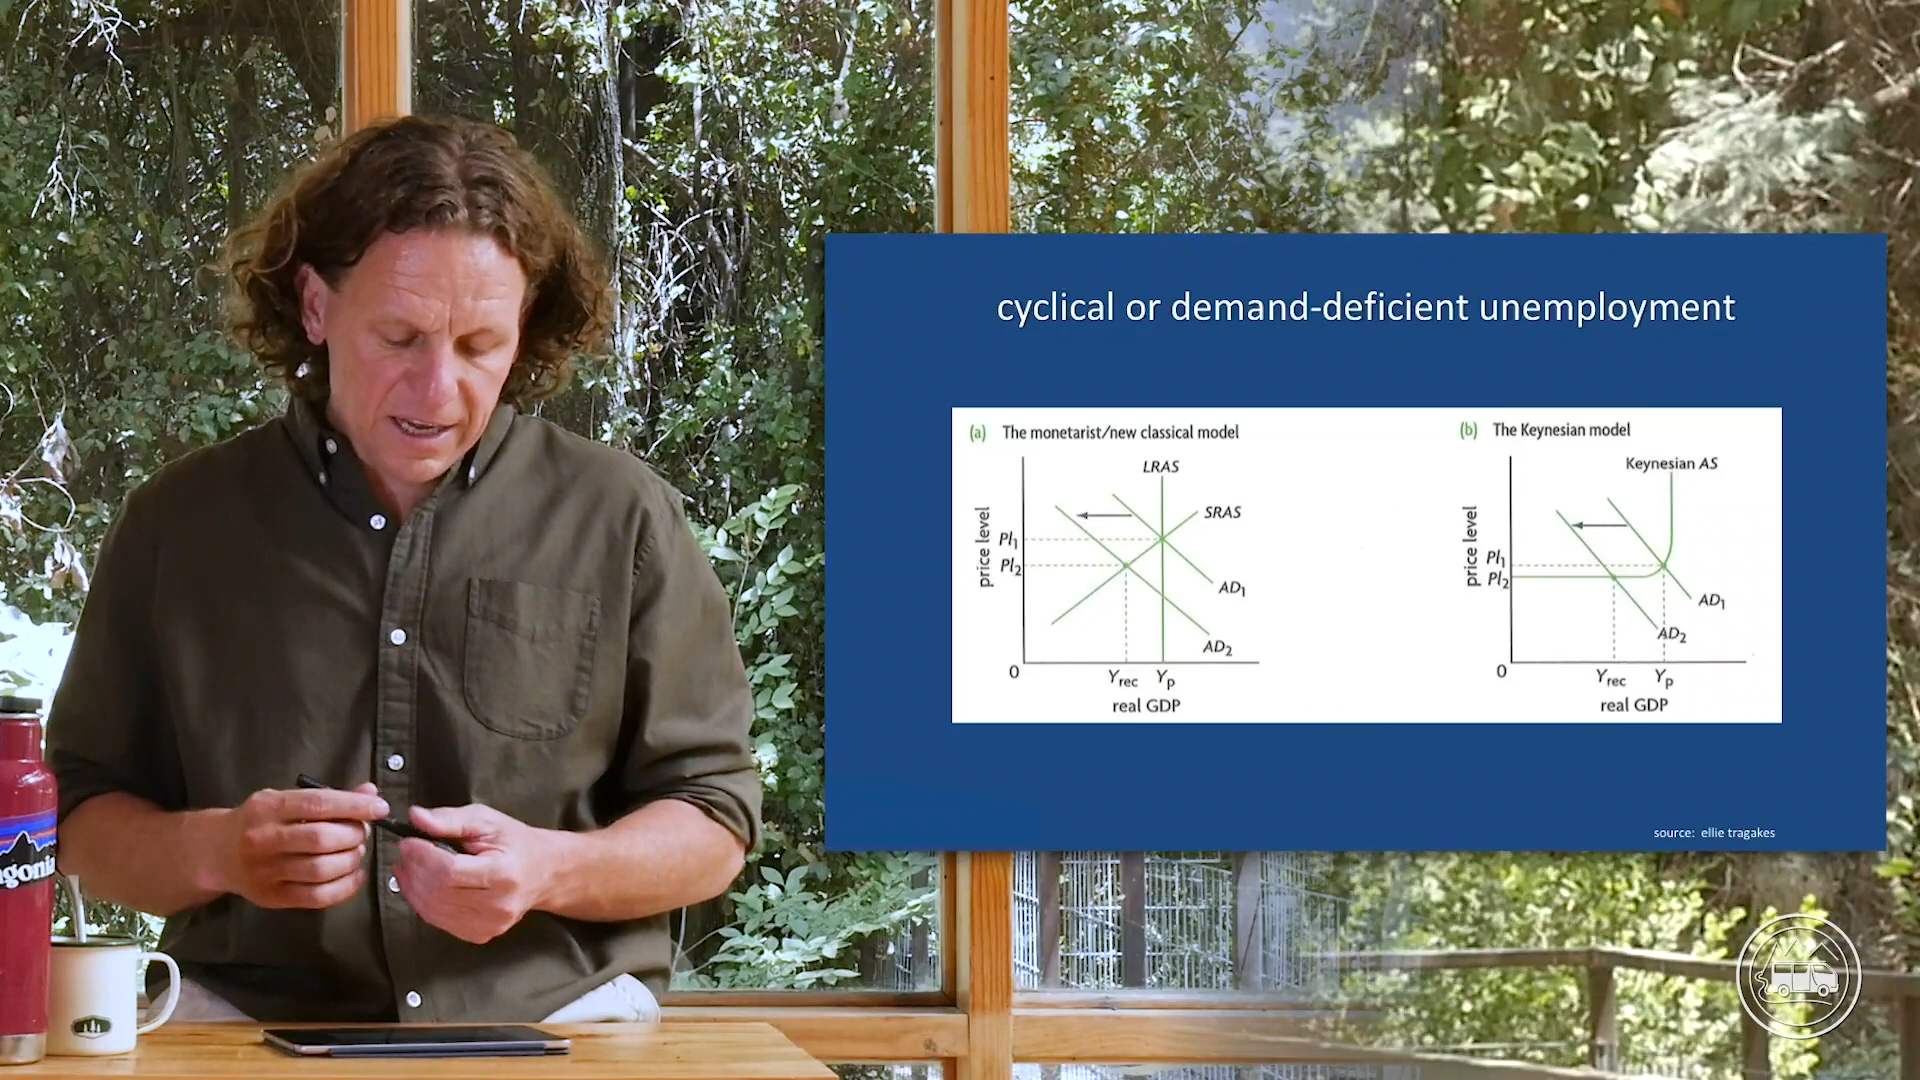 cyclical or demand-deficient unemployment
(a) The monetarist/new classical model
LRAS
SRAS
price level
Pl1
Pl2
AD1
AD2
0
Yrec Yp
real GDP
(b) The Keynesian model
Keynesian AS
price level
Pl1
Pl2
AD1
AD2
0
Yrec Yp
real GDP
source: ellie tragakes
agonia